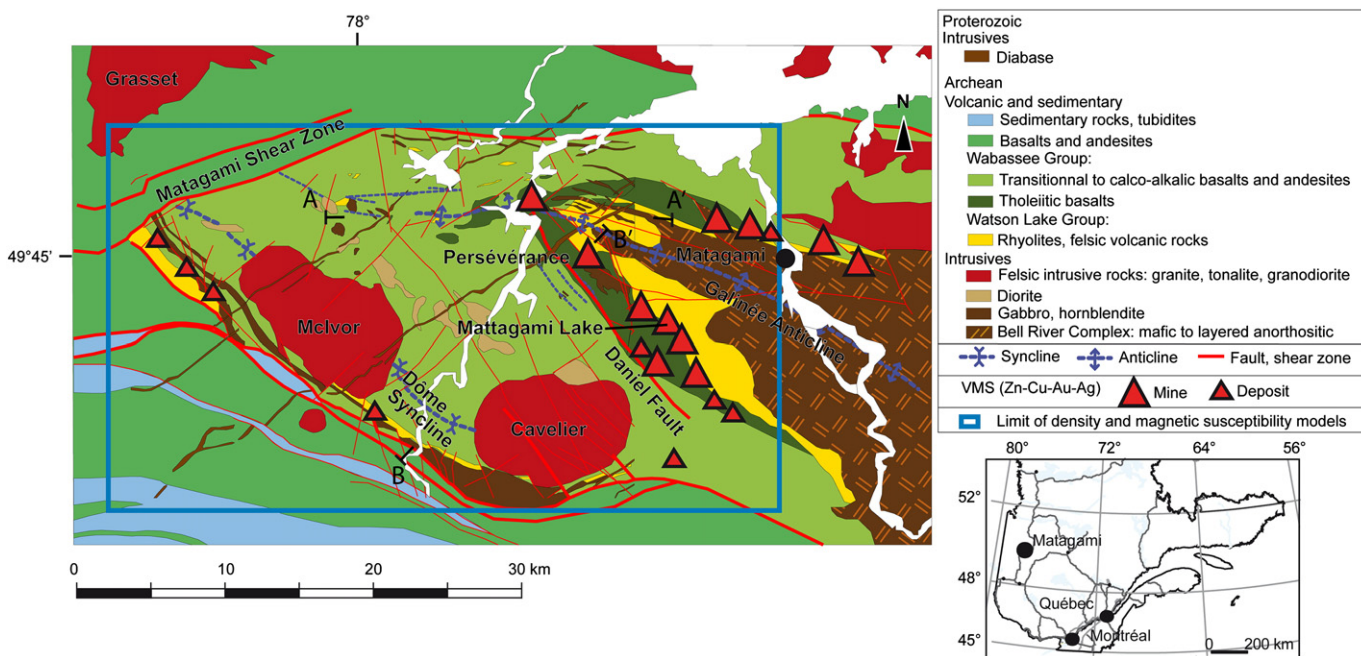 78°
49°45'
Grasset
Matagami Shear Zone
A
A'
B'
Persévérance
Matagami
McIvor
Mattagami Lake
Galinée Anticline
Dôme
Syncline
Daniel Fault
Cavelier
B
N
0 10 20 30 km
Proterozoic
Intrusives
Diabase
Archean
Volcanic and sedimentary
Sedimentary rocks, tubidites
Basalts and andesites
Wabassee Group:
Transitionnal to calco-alkalic basalts and andesites
Tholeiitic basalts
Watson Lake Group:
Rhyolites, felsic volcanic rocks
Intrusives
Felsic intrusive rocks: granite, tonalite, granodiorite
Diorite
Gabbro, hornblendite
Bell River Complex: mafic to layered anorthositic
Syncline Anticline Fault, shear zone
VMS (Zn-Cu-Au-Ag) Mine Deposit
Limit of density and magnetic susceptibility models
80° 76° 72° 68° 64° 60° 56°
52°
48°
45°
Matagami
Québec
Montréal
0 200 km